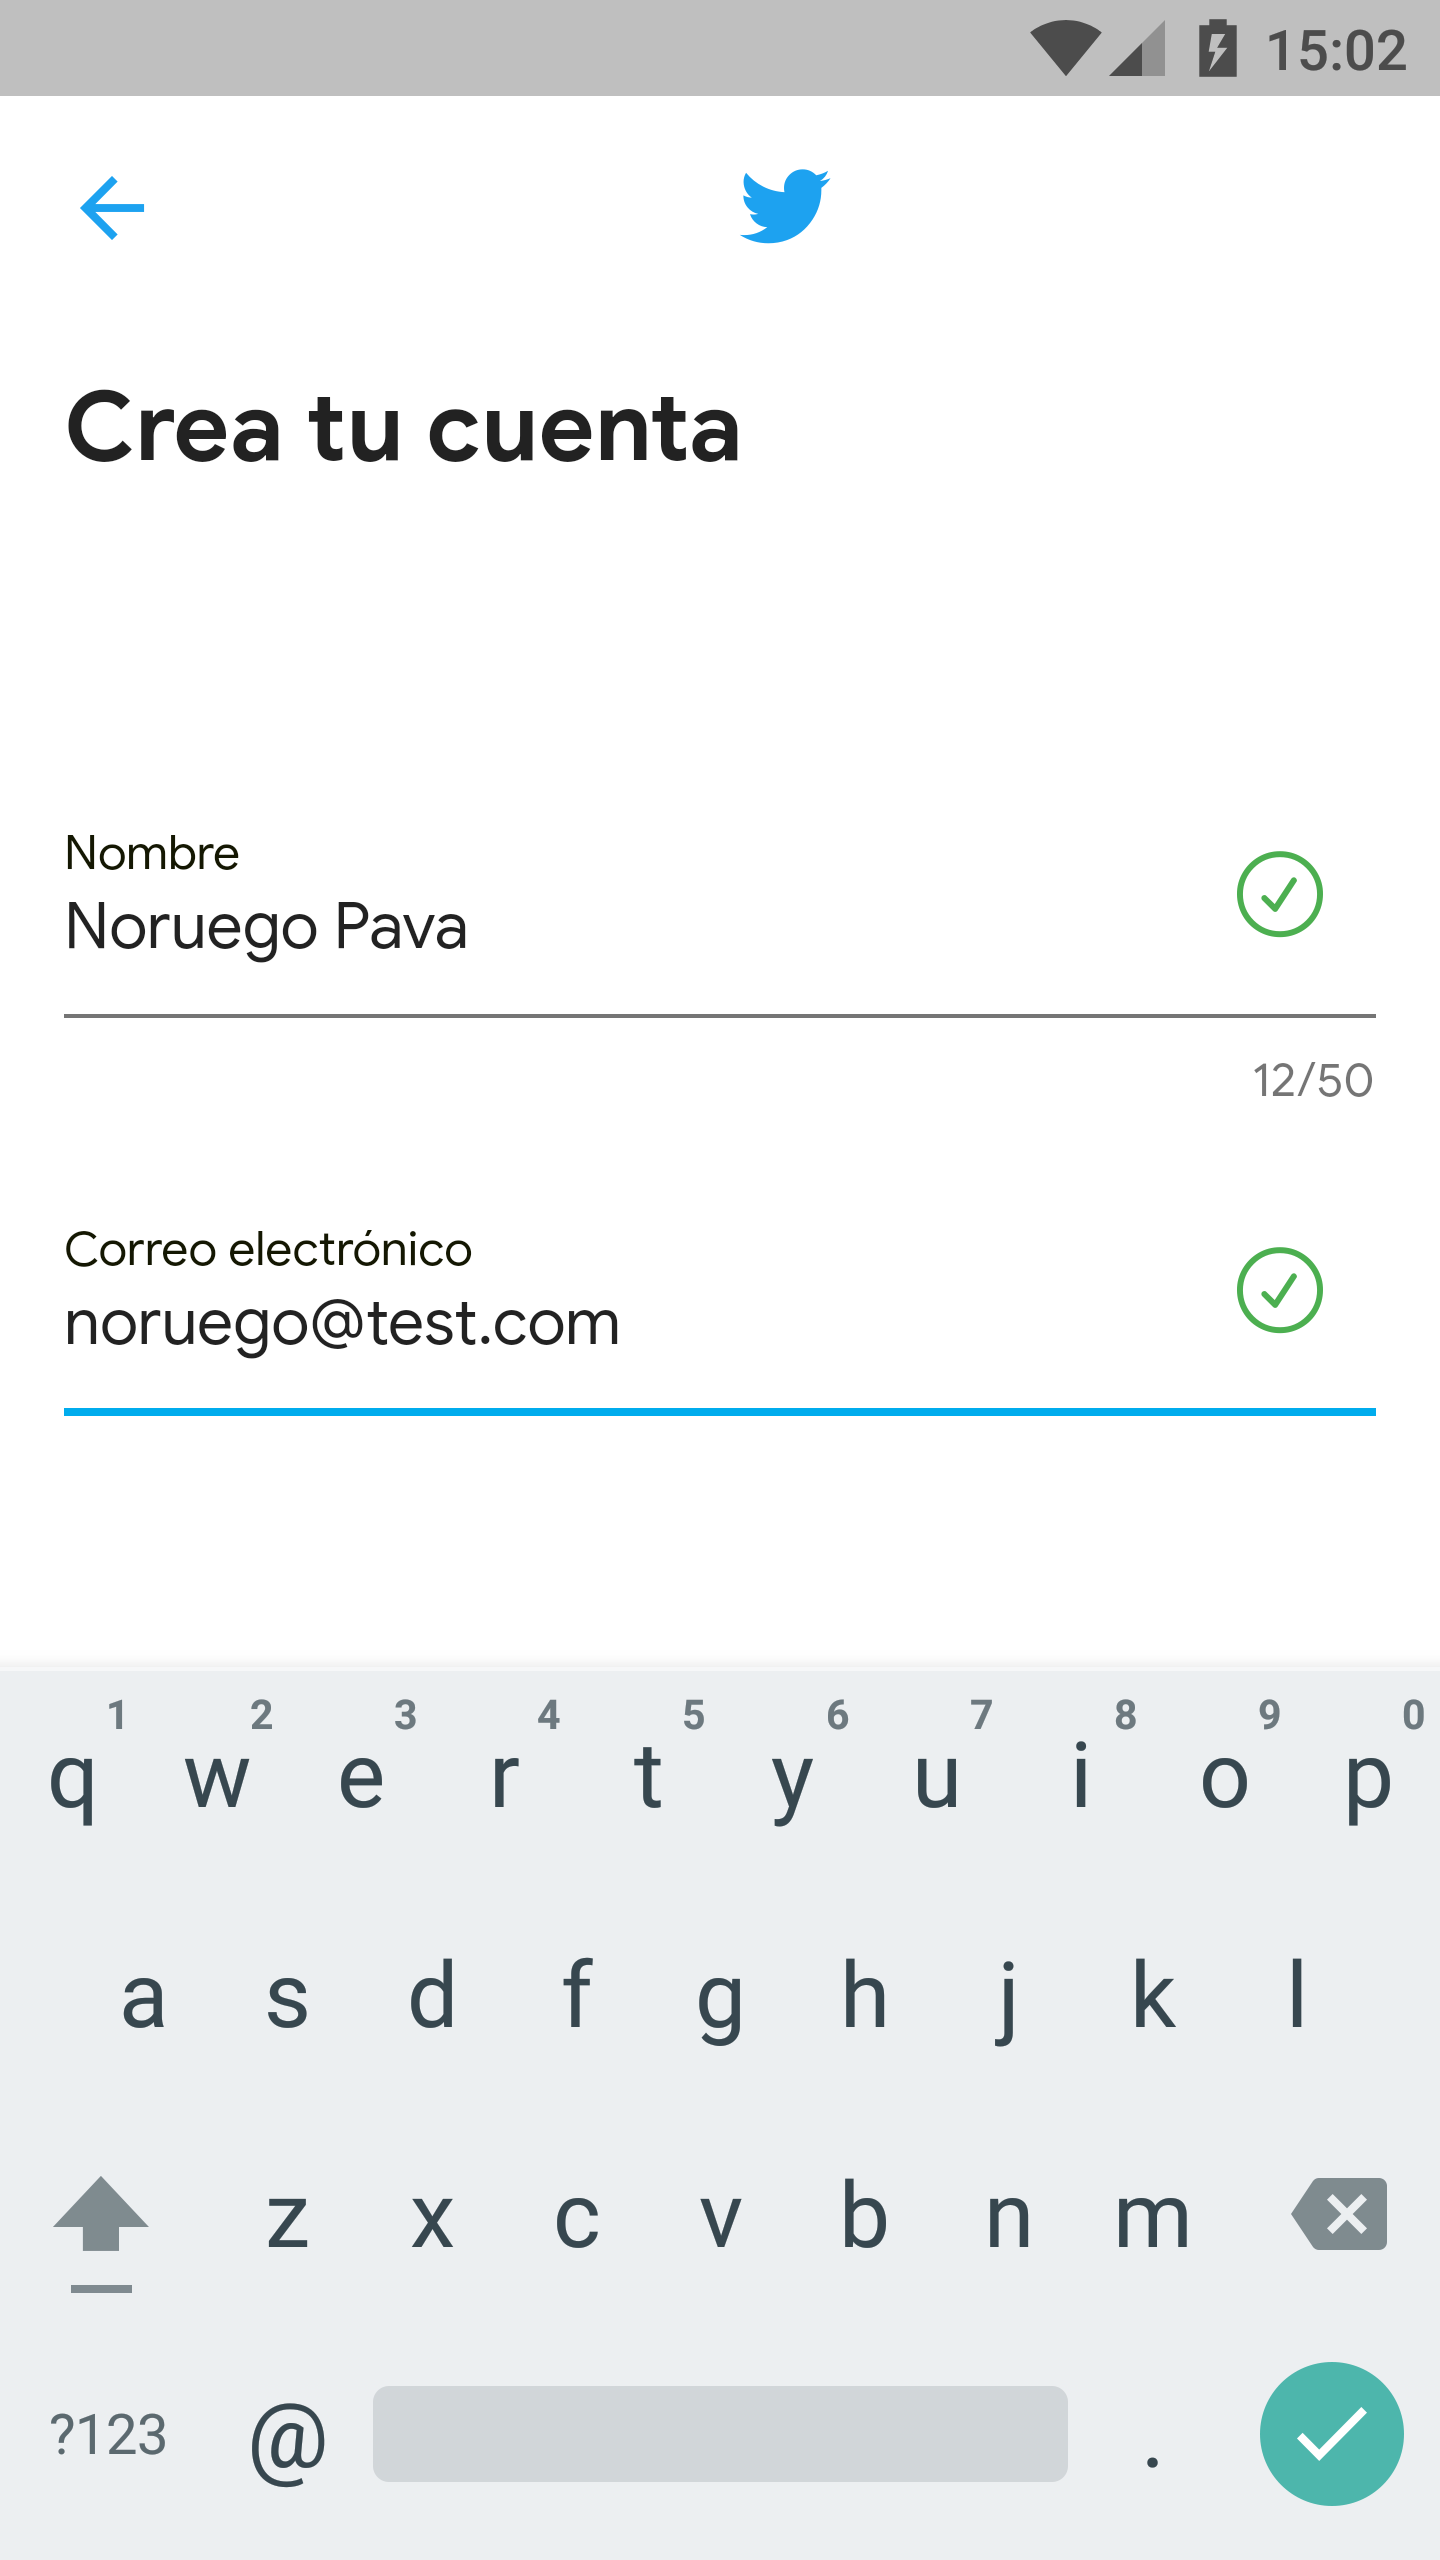 15:02
Crea tu cuenta
Nombre
Noruego Pava
12/50
Correo electrónico
noruego@test.com
1 2 3 4 5 6 7 8 9 0
q w e r t y u i o p
a s d f g h j k l
z x c v b n m
?123 @ .